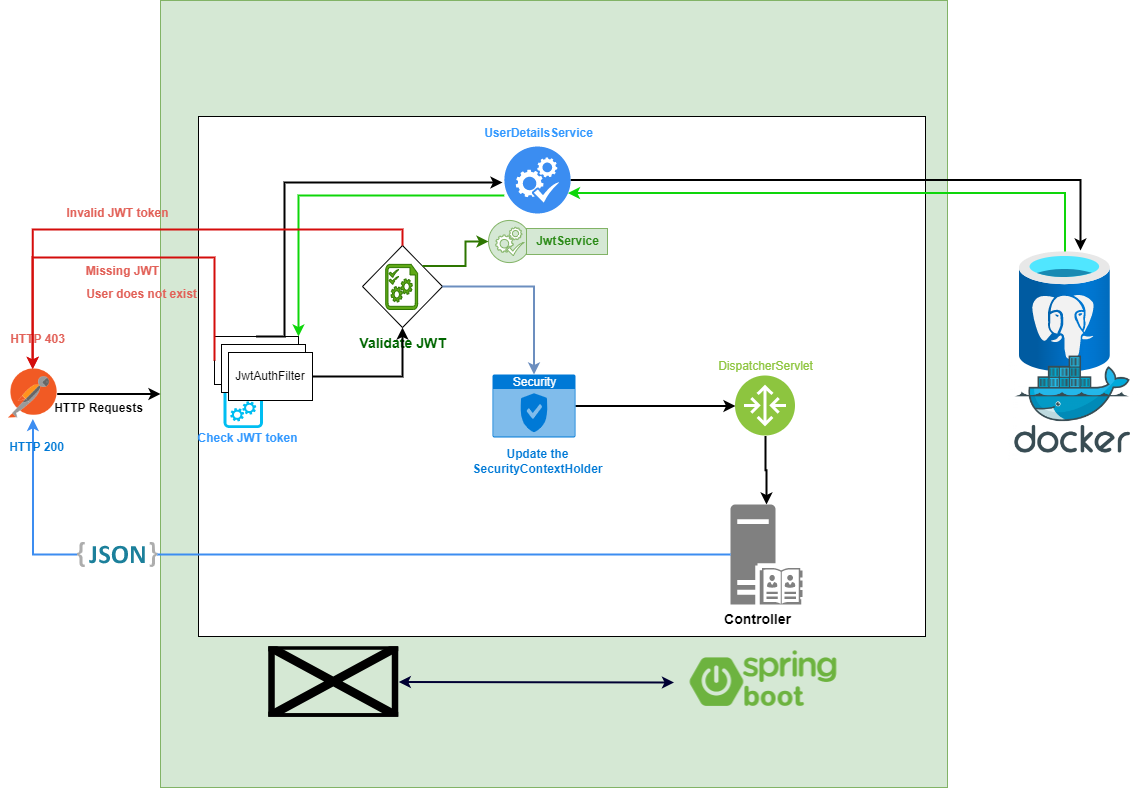 UserDetailsService
Invalid JWT token
JwtService
Missing JWT
User does not exist
HTTP 403
Validate JWT
JwtAuthFilter
DispatcherServlet
Security
HTTP Requests
Check JWT token
HTTP 200
Update the
SecurityContextHolder
docker
{JSON}
Controller
spring
boot